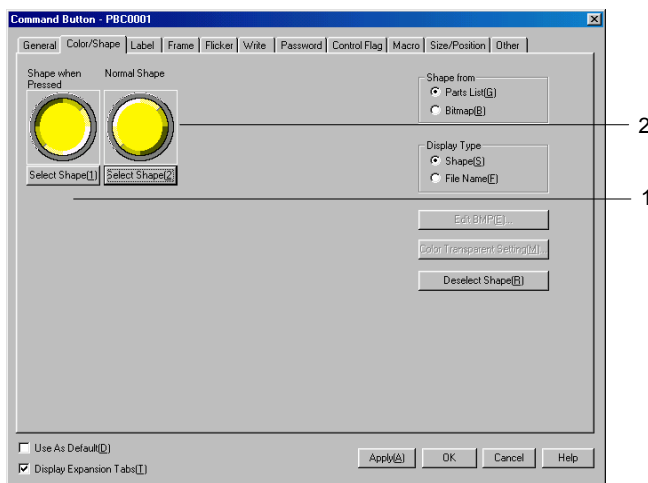 Command Button - PBC0001
General Color/Shape Label Frame Flicker Write Password Control Flag Macro Size/Position Other
Shape when Pressed
Normal Shape
Select Shape(1)
Select Shape(2)
Shape from
Parts List(G)
Bitmap(B)
2
Display Type
Shape(S)
File Name(F)
1
Edit BMP(E)...
Color Transparent Setting(M)...
Deselect Shape(R)
Use As Default(D)
Display Expansion Tabs(T)
Apply(A) OK Cancel Help